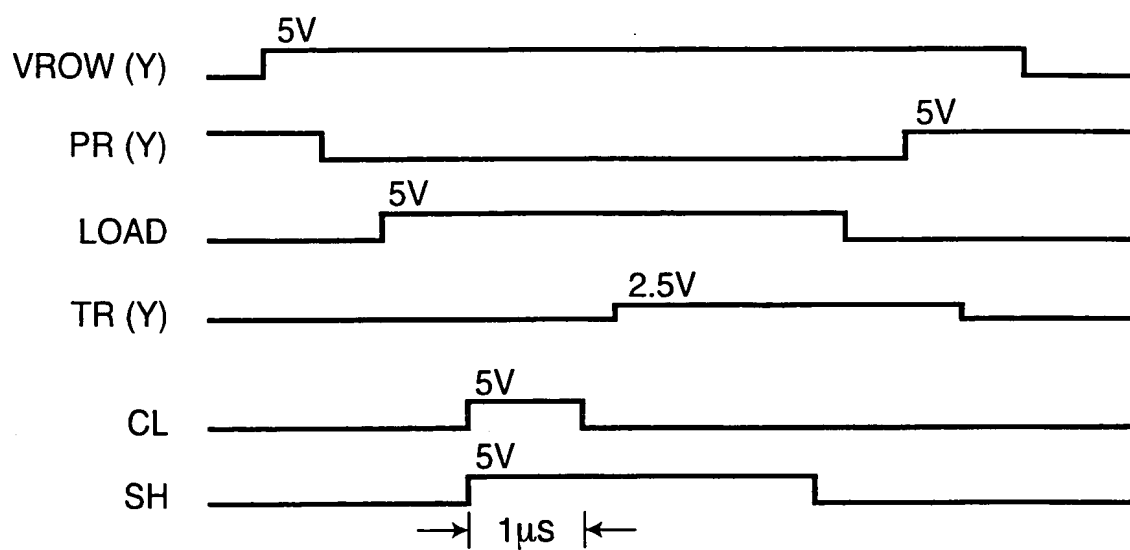 5V
VROW (Y)
5V
PR (Y)
5V
LOAD
2.5V
TR (Y)
5V
CL
5V
SH
1μs